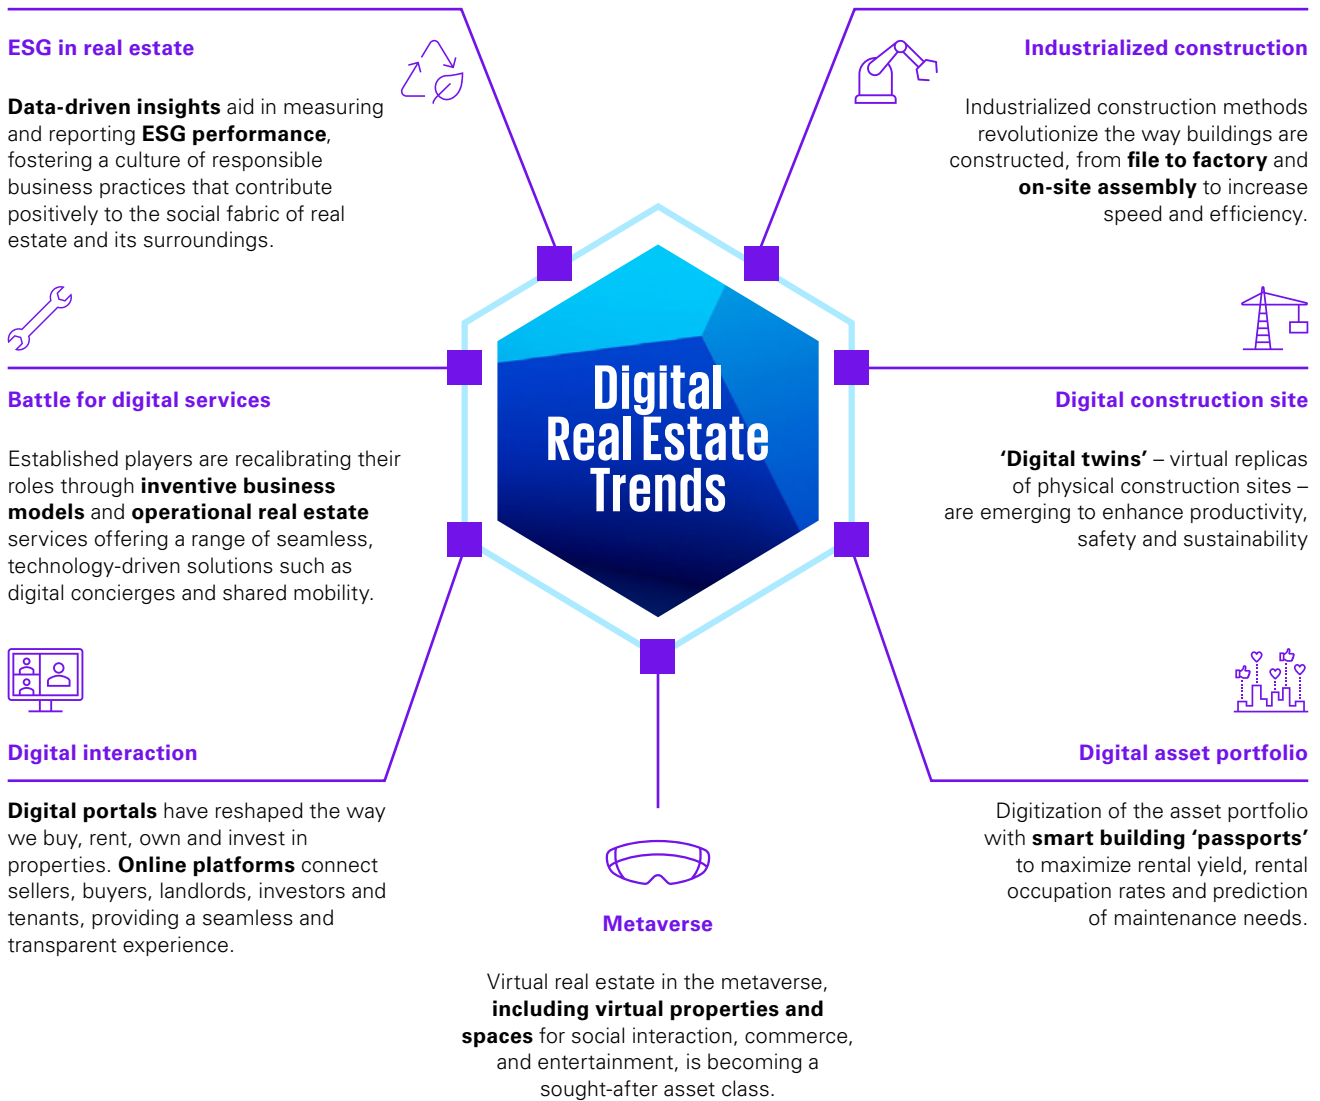 ESG in real estate
Data-driven insights aid in measuring
and reporting ESG performance,
fostering a culture of responsible
business practices that contribute
positively to the social fabric of real
estate and its surroundings.
Industrialized construction
Industrialized construction methods
revolutionize the way buildings are
constructed, from file to factory and
on-site assembly to increase
speed and efficiency.
Digital
Real Estate
Trends
Battle for digital services
Established players are recalibrating their
roles through inventive business
models and operational real estate
services offering a range of seamless,
technology-driven solutions such as
digital concierges and shared mobility.
Digital construction site
‘Digital twins’ – virtual replicas
of physical construction sites –
are emerging to enhance productivity,
safety and sustainability
Digital interaction
Digital portals have reshaped the way
we buy, rent, own and invest in
properties. Online platforms connect
sellers, buyers, landlords, investors and
tenants, providing a seamless and
transparent experience.
Digital asset portfolio
Digitization of the asset portfolio
with smart building ‘passports’
to maximize rental yield, rental
occupation rates and prediction
of maintenance needs.
Metaverse
Virtual real estate in the metaverse,
including virtual properties and
spaces for social interaction, commerce,
and entertainment, is becoming a
sought-after asset class.